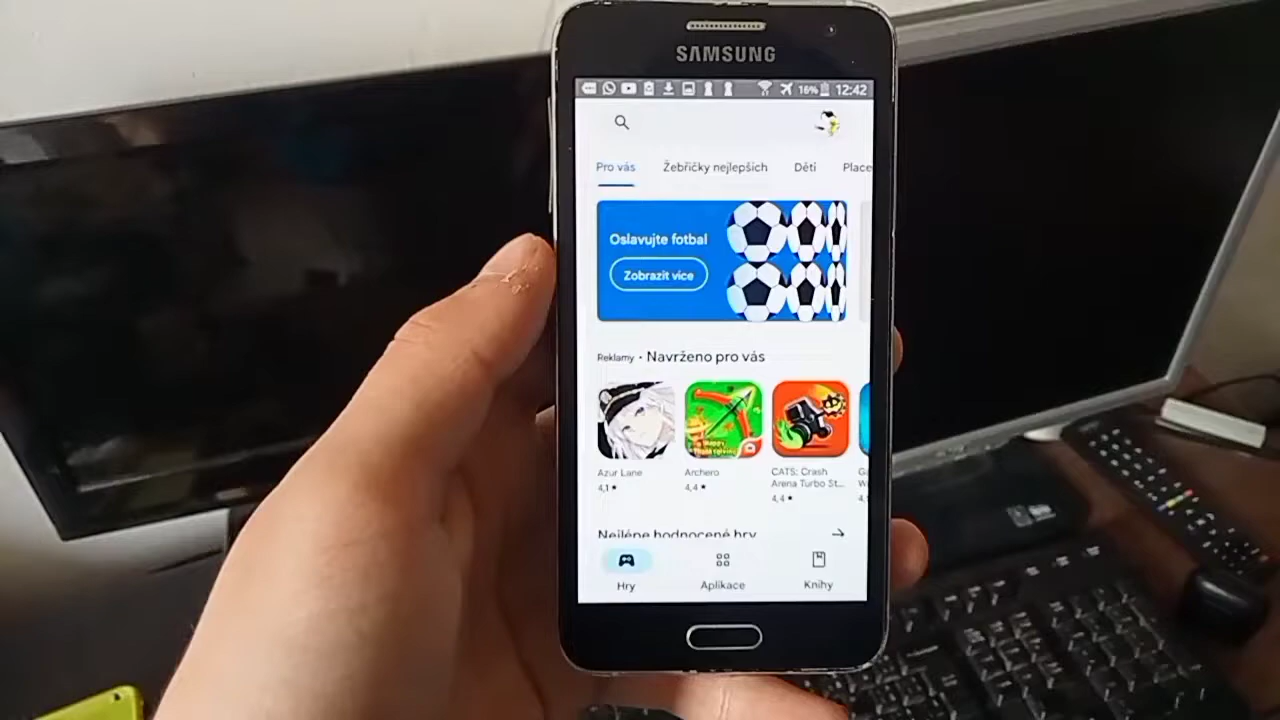 SAMSUNG
16% 12:42
Pro vás Žebříčky nejlepších Děti Place
Oslavujte fotbal
Zobrazit více
Reklamy • Navrženo pro vás
Azur Lane
4,1 ★
Archero
4,4 ★
CATS: Crash
Arena Turbo St...
4,4 ★
Nejlépe hodnocené hry
Hry
Aplikace
Knihy